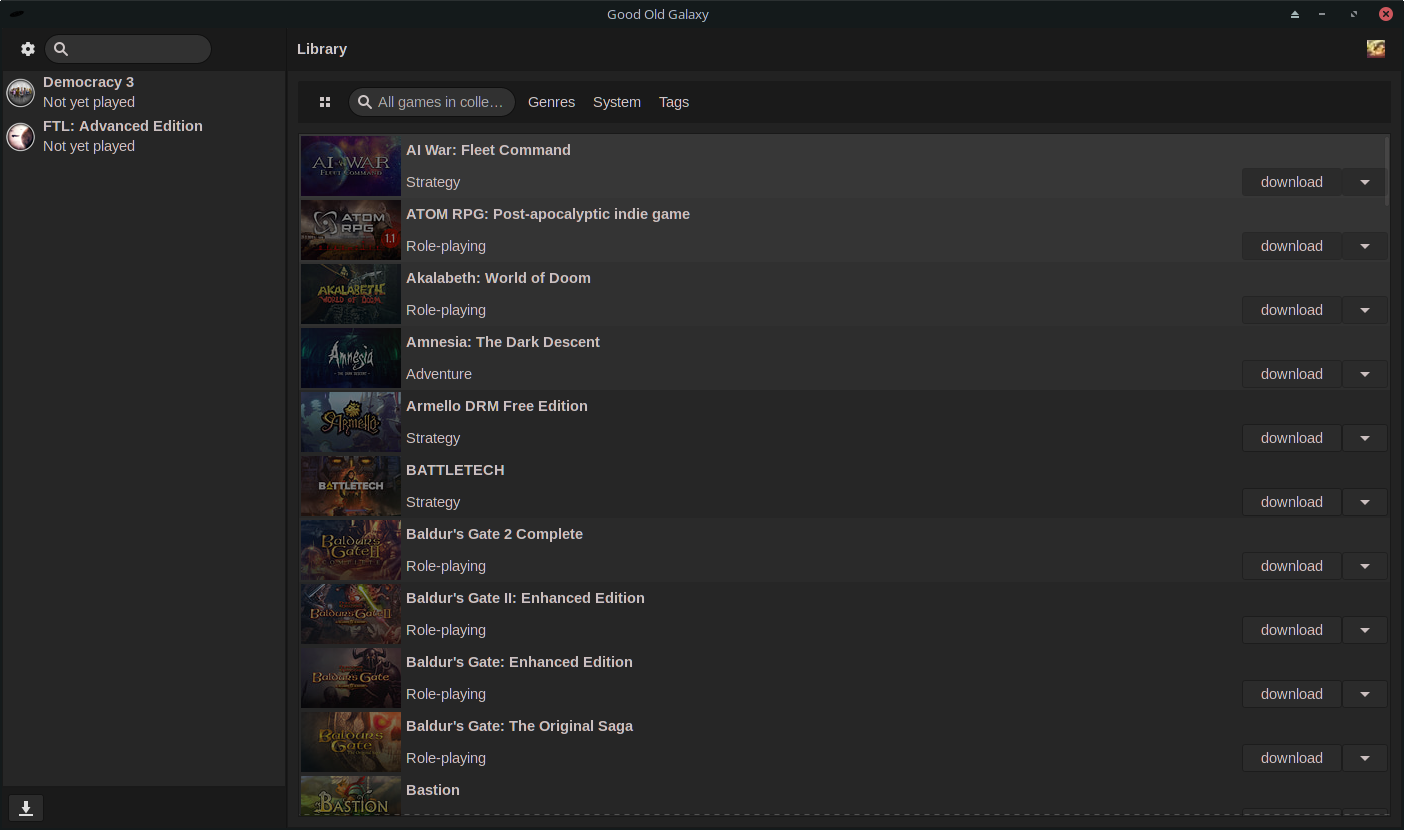 Good Old Galaxy
Library
Democracy 3
Not yet played
FTL: Advanced Edition
Not yet played
All games in colle…
Genres
System
Tags
AI WAR
FLEET COMMAND
AI War: Fleet Command
Strategy
download
ATOM
RPG
1.1
ATOM RPG: Post-apocalyptic indie game
Role-playing
download
AKALABETH
WORLD OF DOOM
Akalabeth: World of Doom
Role-playing
download
Amnesia
THE DARK DESCENT
Amnesia: The Dark Descent
Adventure
download
Armello
Armello DRM Free Edition
Strategy
download
BATTLETECH
BATTLETECH
Strategy
download
Baldur's
Gate II
COMPLETE
Baldur's Gate 2 Complete
Role-playing
download
Baldur's Gate II
Baldur's Gate II: Enhanced Edition
Role-playing
download
Baldur's Gate
Baldur's Gate: Enhanced Edition
Role-playing
download
Baldur's
Gate
Baldur's Gate: The Original Saga
Role-playing
download
BASTION
Bastion